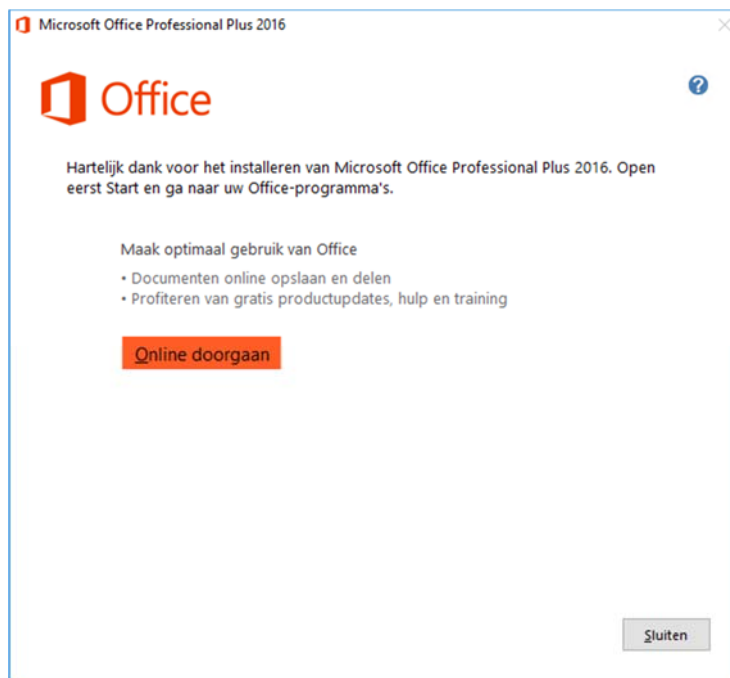 Microsoft Office Professional Plus 2016
Office
?
Hartelijk dank voor het installeren van Microsoft Office Professional Plus 2016. Open
eerst Start en ga naar uw Office-programma's.
Maak optimaal gebruik van Office
• Documenten online opslaan en delen
• Profiteren van gratis productupdates, hulp en training
Online doorgaan
Sluiten